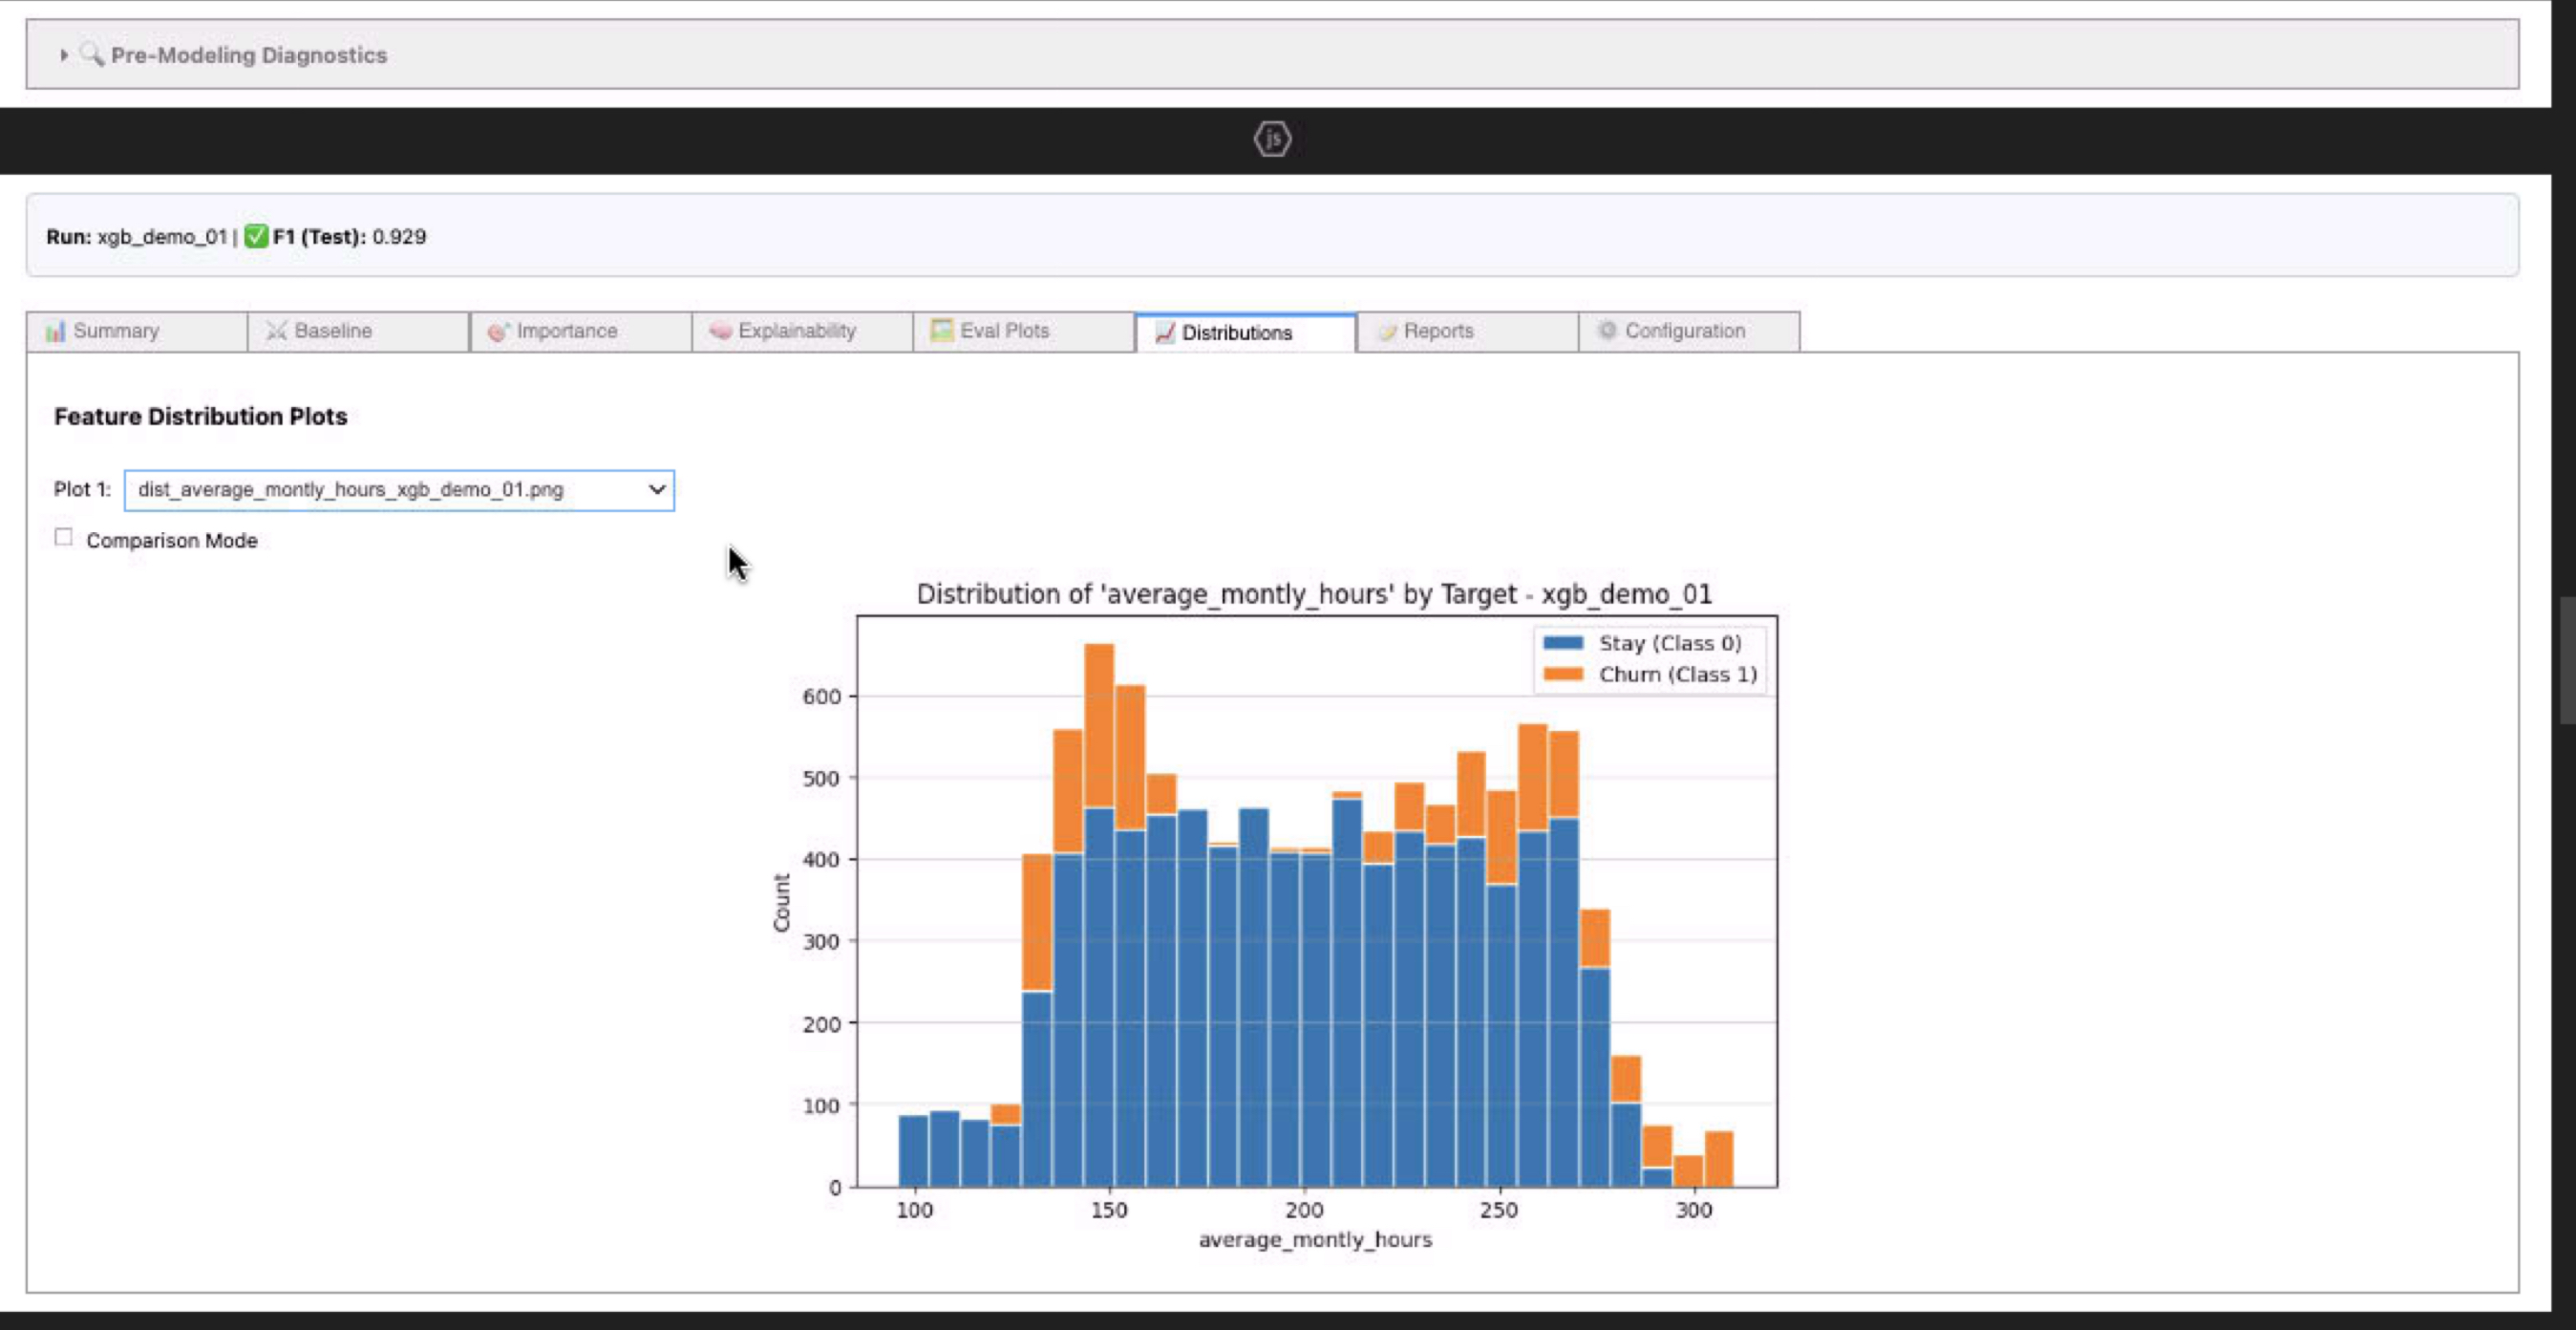 Pre-Modeling Diagnostics
js
Run: xgb_demo_01 | F1 (Test): 0.929
Summary
Baseline
Importance
Explainability
Eval Plots
Distributions
Reports
Configuration
Feature Distribution Plots
Plot 1: dist_average_montly_hours_xgb_demo_01.png
Comparison Mode
Distribution of 'average_montly_hours' by Target - xgb_demo_01
Stay (Class 0)
Churn (Class 1)
600
500
400
300
200
100
0
Count
100 150 200 250 300
average_montly_hours